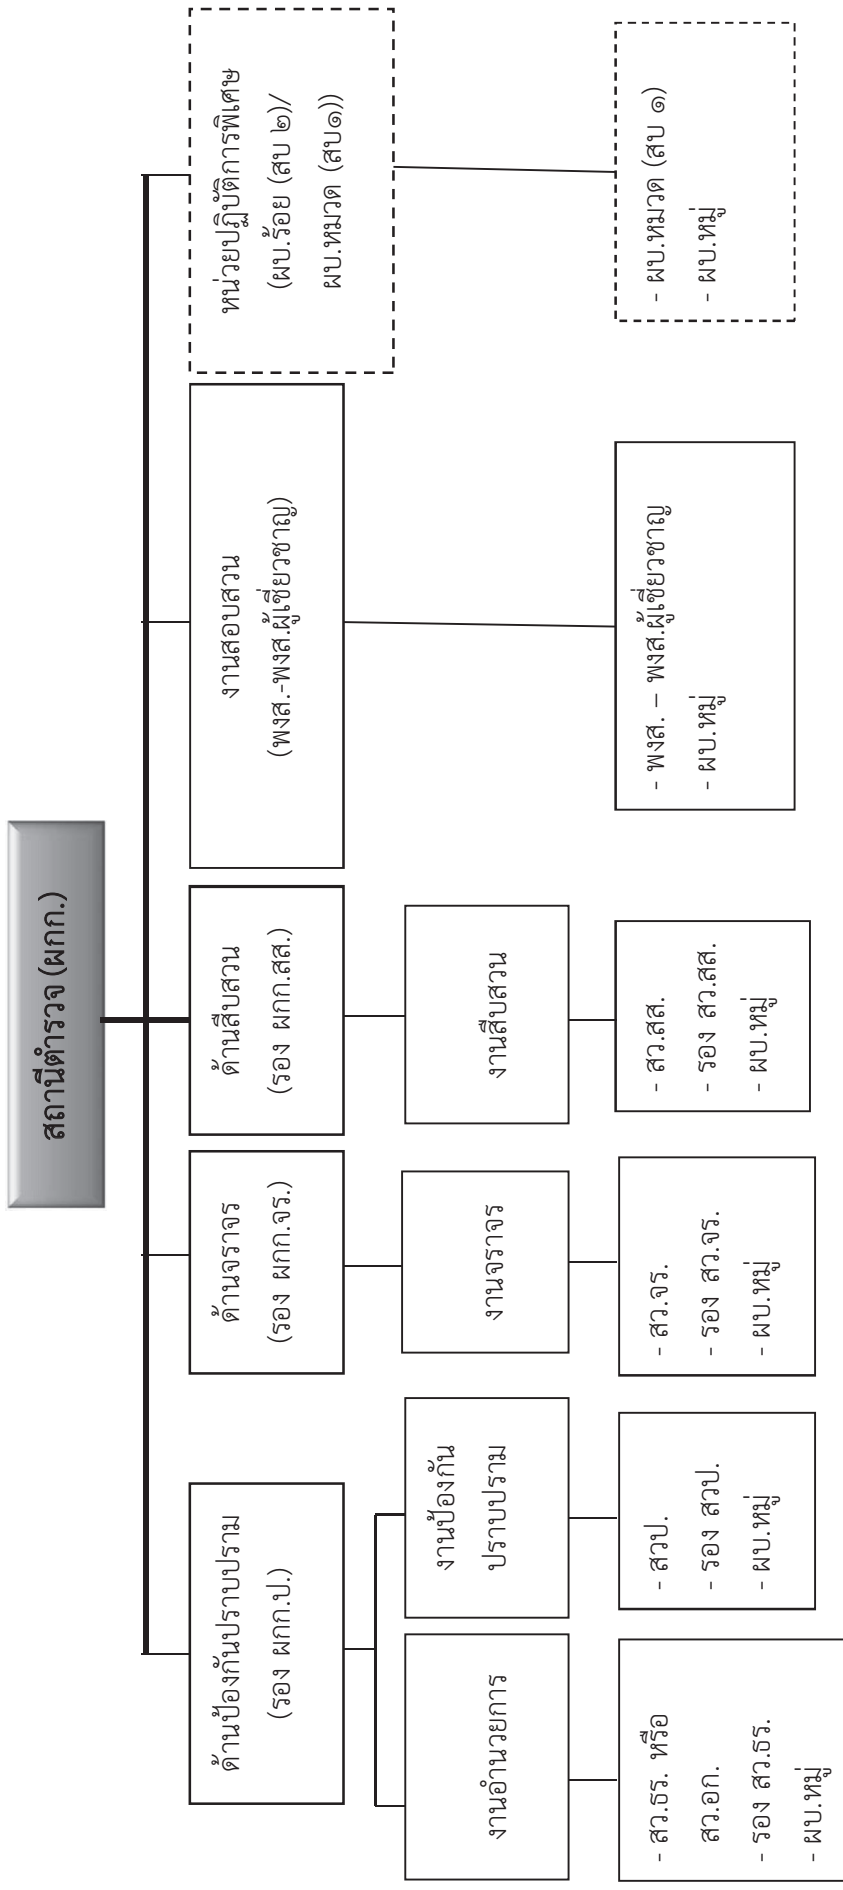 สถานีตำรวจ (ผกก.)
ด้านป้องกันปราบปราม
(รอง ผกก.ป.)
ด้านจราจร
(รอง ผกก.จร.)
ด้านสืบสวน
(รอง ผกก.สส.)
งานสอบสวน
(พงส.-พงส.ผู้เชี่ยวชาญ)
หน่วยปฏิบัติการพิเศษ
(ผบ.ร้อย (สบ ๒)/
ผบ.หมวด (สบ๑))
งานอำนวยการ
งานป้องกัน
ปราบปราม
งานจราจร
งานสืบสวน
- สว.ธร. หรือ
สว.อก.
- รอง สว.ธร.
- ผบ.หมู่
- สวป.
- รอง สวป.
- ผบ.หมู่
- สว.จร.
- รอง สว.จร.
- ผบ.หมู่
- สว.สส.
- รอง สว.สส.
- ผบ.หมู่
- พงส. – พงส.ผู้เชี่ยวชาญ
- ผบ.หมู่
- ผบ.หมวด (สบ ๑)
- ผบ.หมู่